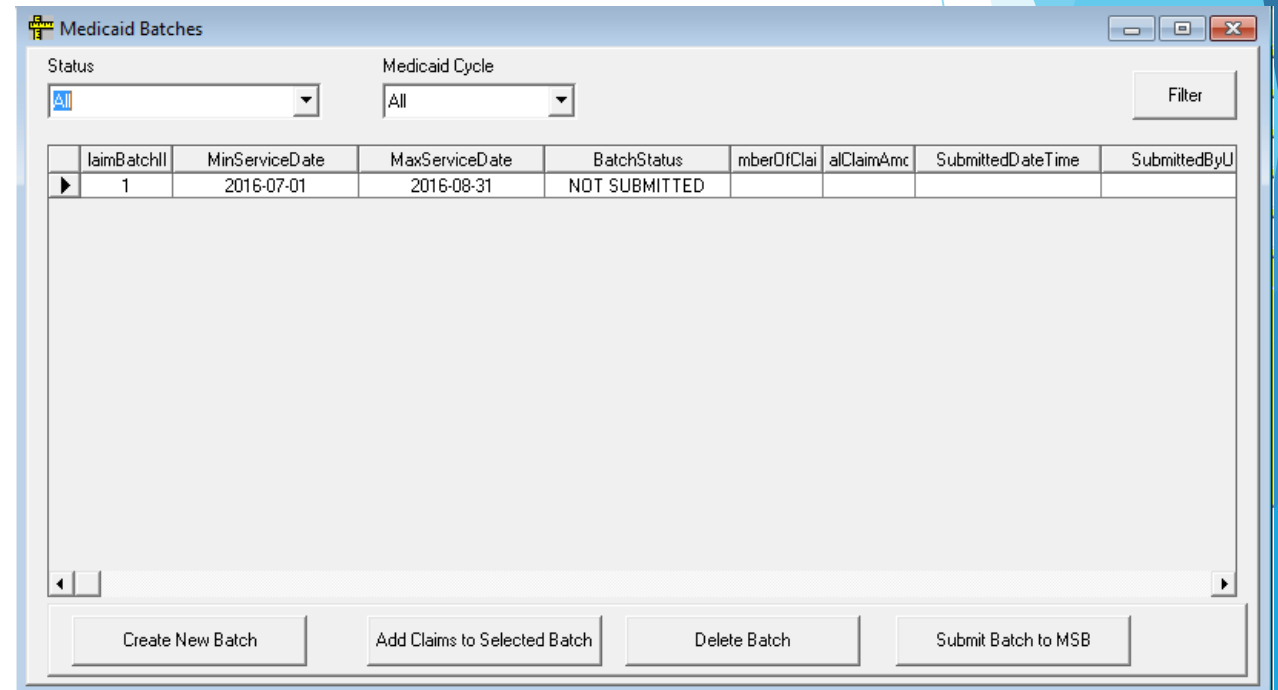 Medicaid Batches
Status Medicaid Cycle
All All Filter
laimBatchII MinServiceDate MaxServiceDate BatchStatus mberOfClai alClaimAmc SubmittedDateTime SubmittedByU
1 2016-07-01 2016-08-31 NOT SUBMITTED
Create New Batch Add Claims to Selected Batch Delete Batch Submit Batch to MSB